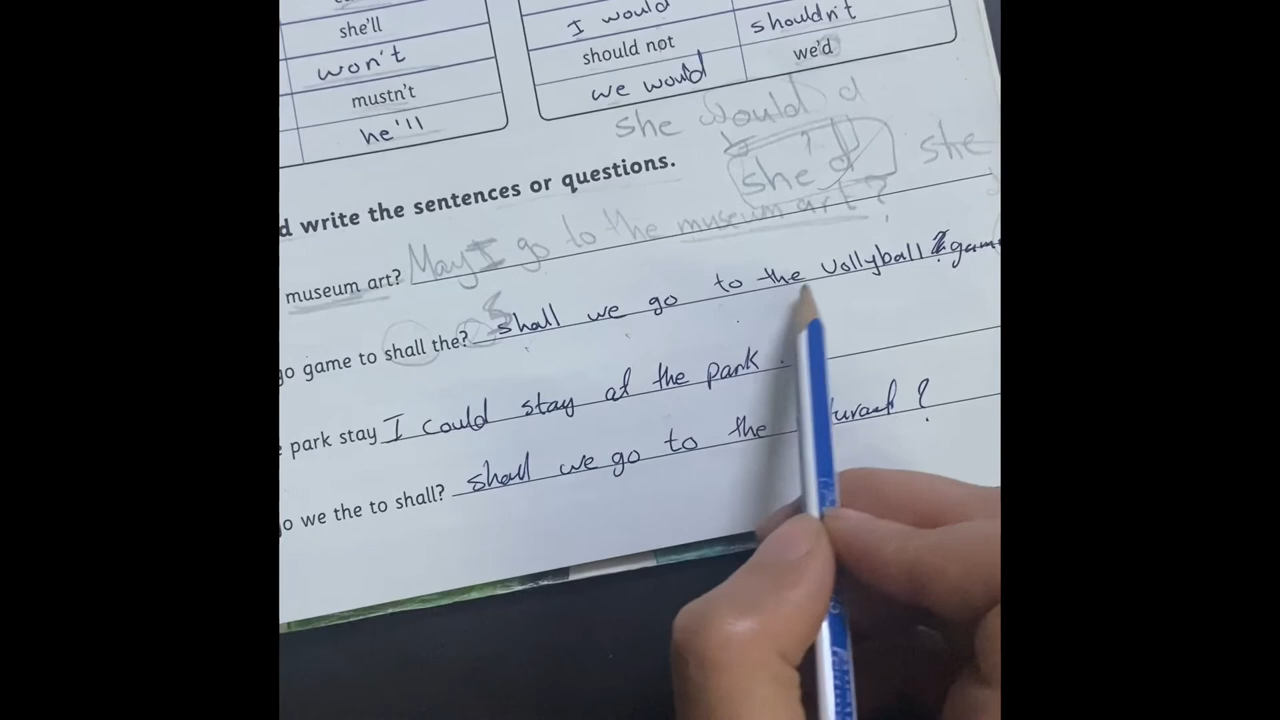 she'll
I would
shouldn't
won't
should not
we'd
mustn't
we would
he'll
she would d
she'd she
d write the sentences or questions.
museum art? May I go to the museum art?
go game to shall the? shall we go to the vollyball ? game
park stay I could stay at the park.
o we the to shall? shall we go to the ?